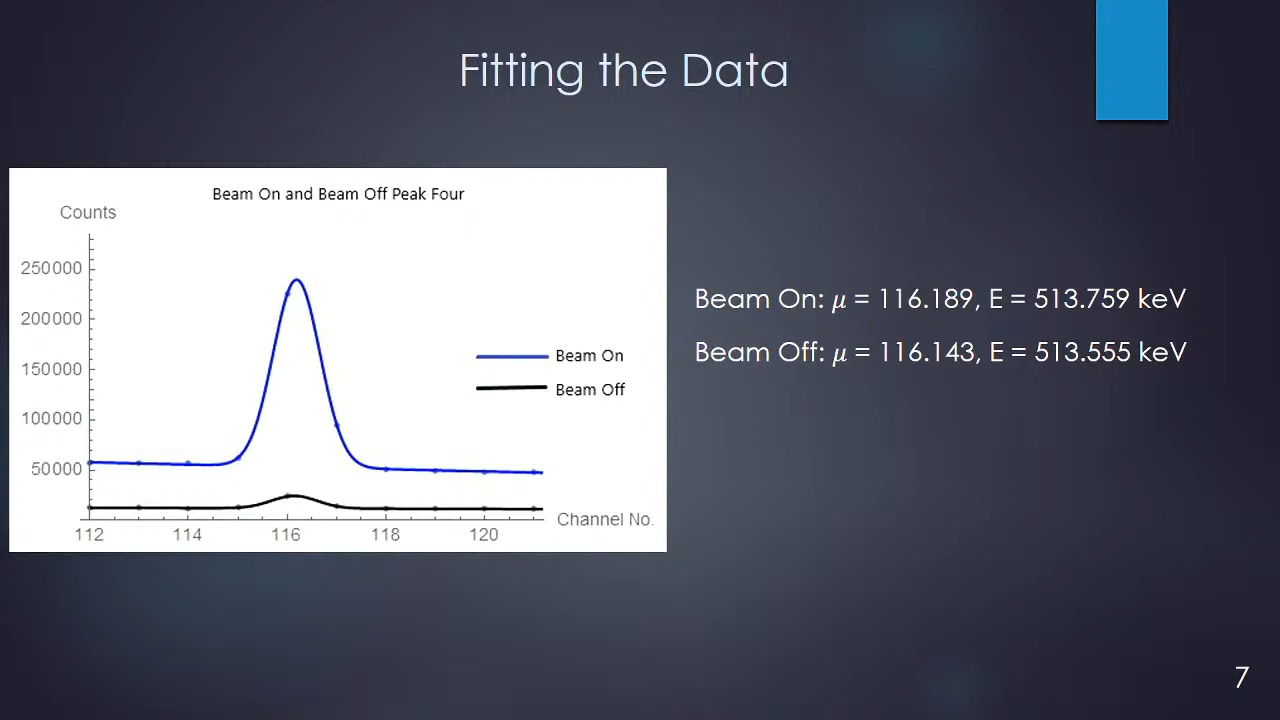 Fitting the Data
Beam On and Beam Off Peak Four
Counts
250000
200000
150000
100000
50000
Beam On
Beam Off
Channel No.
112 114 116 118 120
Beam On: 𝜇 = 116.189, E = 513.759 keV
Beam Off: 𝜇 = 116.143, E = 513.555 keV
7